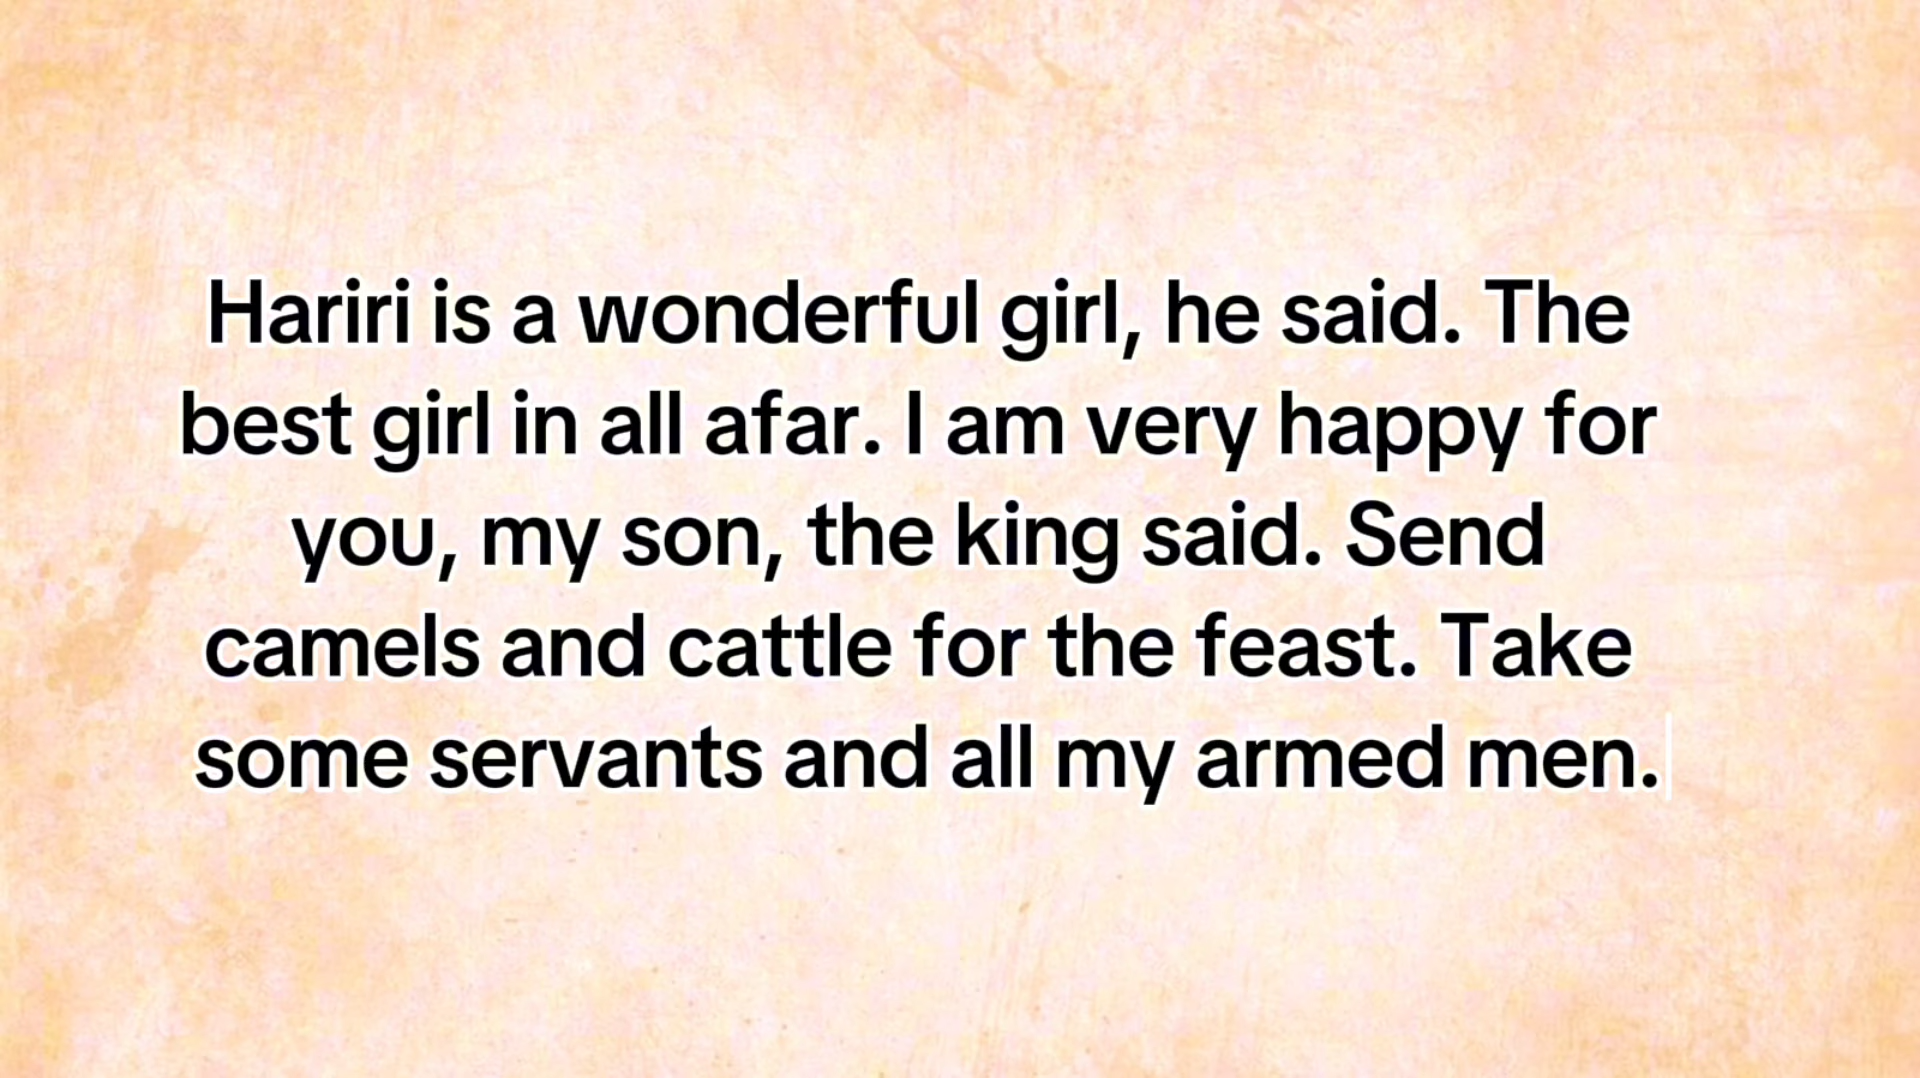 Hariri is a wonderful girl, he said. The
best girl in all afar. I am very happy for
you, my son, the king said. Send
camels and cattle for the feast. Take
some servants and all my armed men.